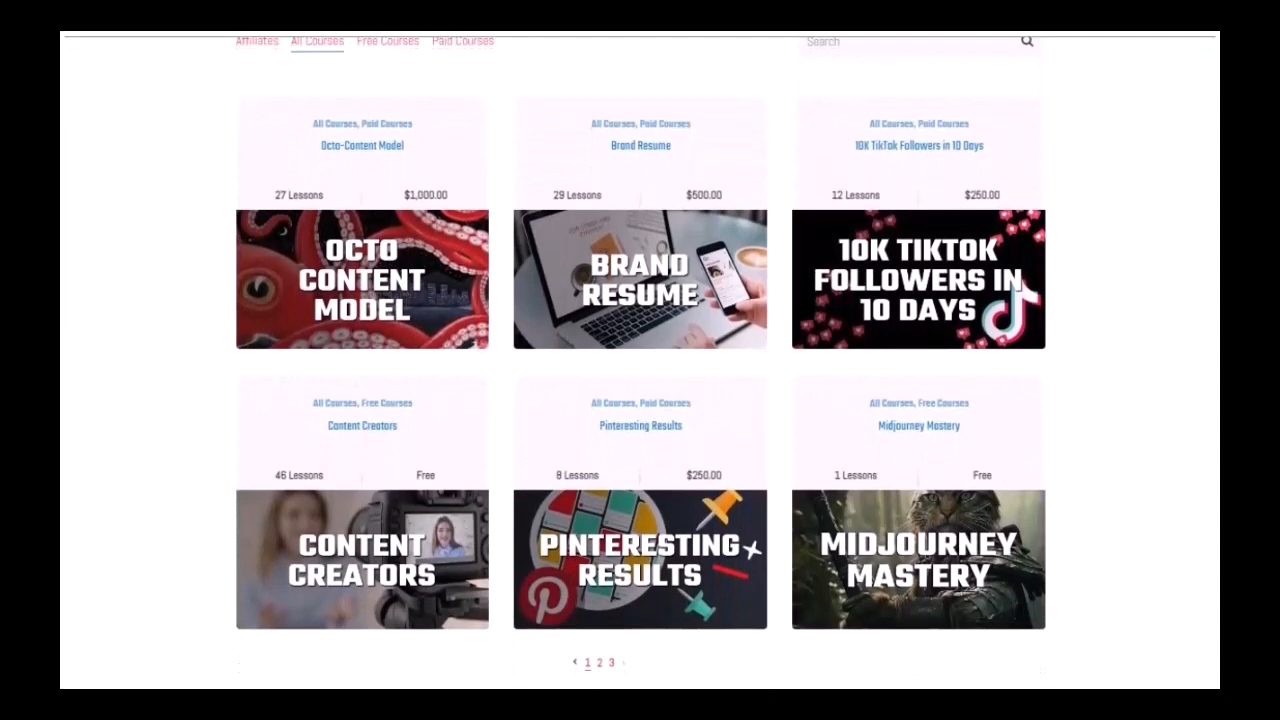 Affiliates All Courses Free Courses Paid Courses
Search
All Courses, Paid Courses
Octo-Content Model
27 Lessons $1,000.00
OCTO
CONTENT
MODEL
All Courses, Paid Courses
Brand Resume
29 Lessons $500.00
BRAND
RESUME
All Courses, Paid Courses
10K TikTok Followers in 10 Days
12 Lessons $250.00
10K TIKTOK
FOLLOWERS IN
10 DAYS
All Courses, Free Courses
Content Creators
46 Lessons Free
CONTENT
CREATORS
All Courses, Paid Courses
Pinteresting Results
8 Lessons $250.00
PINTERESTING
RESULTS
All Courses, Free Courses
Midjourney Mastery
1 Lessons Free
MIDJOURNEY
MASTERY
‹ 1 2 3 ›